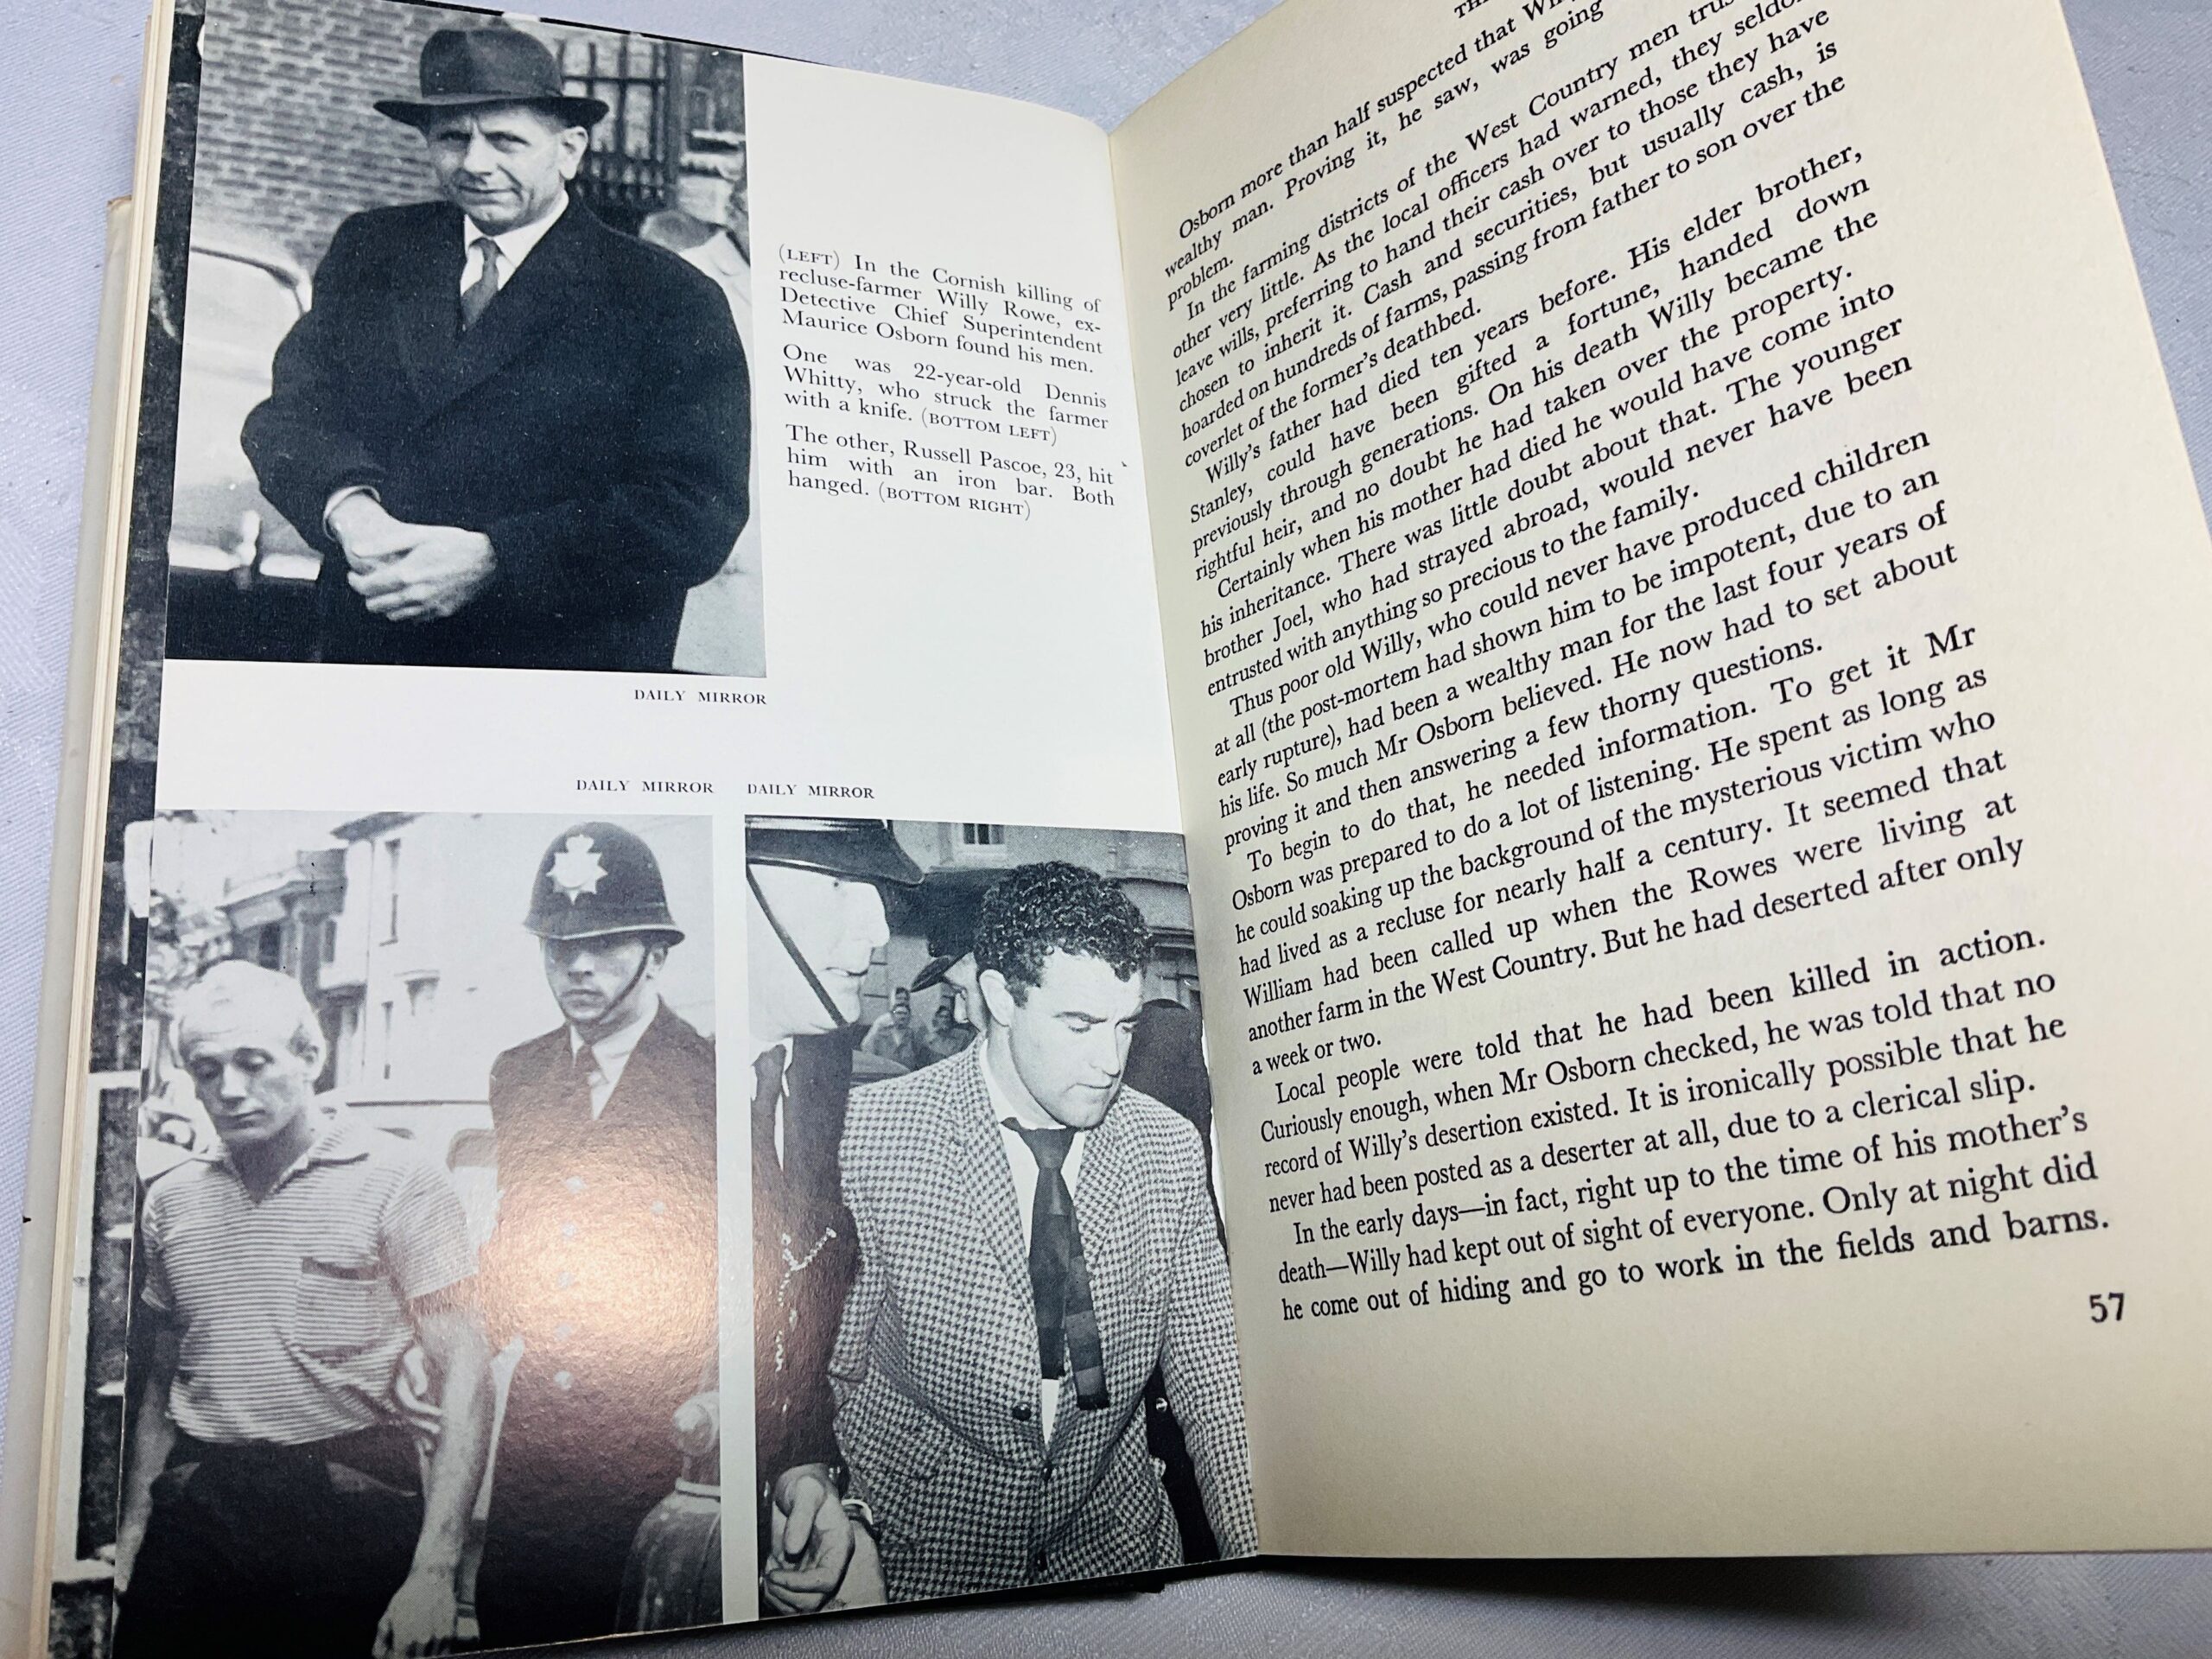 (LEFT) In the Cornish killing of
recluse-farmer Willy Rowe, ex-
Detective Chief Superintendent
Maurice Osborn found his men.
One was 22-year-old Dennis
Whitty, who struck the farmer
with a knife. (BOTTOM LEFT)
The other, Russell Pascoe, 23, hit
him with an iron bar. Both
hanged. (BOTTOM RIGHT)
DAILY MIRROR
DAILY MIRROR
DAILY MIRROR
Osborn more than half suspected that
wealthy man. Proving it, he saw, was going
problem.
In the farming districts of the West Country men
other very little. As the local officers had warned, they
leave wills, preferring to hand their cash over to those they have
chosen to inherit it. Cash and securities, but usually cash, is
hoarded on hundreds of farms, passing from father to son over the
coverlet of the former's deathbed.
Willy's father had died ten years before. His elder brother,
Stanley, could have been gifted a fortune, handed down
previously through generations. On his death Willy became the
rightful heir, and no doubt he had taken over the property.
Certainly when his mother had died he would have come into
his inheritance. There was little doubt about that. The younger
brother Joel, who had strayed abroad, would never have been
entrusted with anything so precious to the family.
Thus poor old Willy, who could never have produced children
at all (the post-mortem had shown him to be impotent, due to an
early rupture), had been a wealthy man for the last four years of
his life. So much Mr Osborn believed. He now had to set about
proving it and then answering a few thorny questions.
To begin to do that, he needed information. To get it Mr
Osborn was prepared to do a lot of listening. He spent as long as
he could soaking up the background of the mysterious victim who
had lived as a recluse for nearly half a century. It seemed that
William had been called up when the Rowes were living at
another farm in the West Country. But he had deserted after only
a week or two.
Local people were told that he had been killed in action.
Curiously enough, when Mr Osborn checked, he was told that no
record of Willy's desertion existed. It is ironically possible that he
never had been posted as a deserter at all, due to a clerical slip.
In the early days—in fact, right up to the time of his mother's
death—Willy had kept out of sight of everyone. Only at night did
he come out of hiding and go to work in the fields and barns.
57